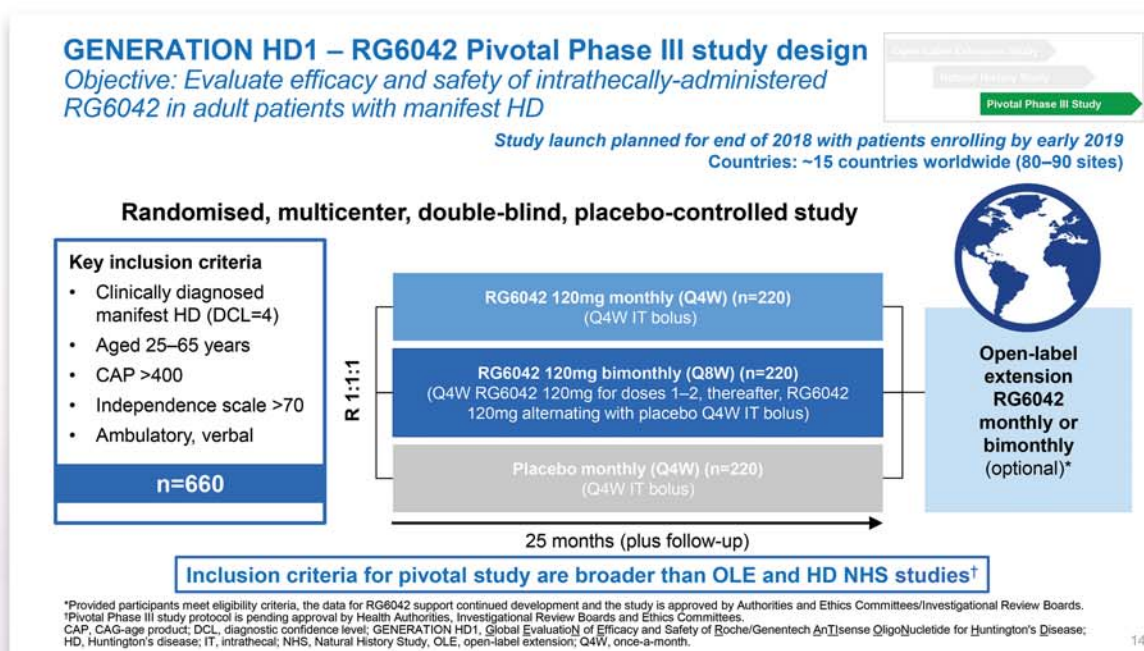 GENERATION HD1 – RG6042 Pivotal Phase III study design
Objective: Evaluate efficacy and safety of intrathecally-administered
RG6042 in adult patients with manifest HD
Open-Label Extension Study
Natural History Study
Pivotal Phase III Study
Study launch planned for end of 2018 with patients enrolling by early 2019
Countries: ~15 countries worldwide (80–90 sites)
Randomised, multicenter, double-blind, placebo-controlled study
Key inclusion criteria
• Clinically diagnosed
manifest HD (DCL=4)
• Aged 25–65 years
• CAP >400
• Independence scale >70
• Ambulatory, verbal
n=660
R 1:1:1
RG6042 120mg monthly (Q4W) (n=220)
(Q4W IT bolus)
RG6042 120mg bimonthly (Q8W) (n=220)
(Q4W RG6042 120mg for doses 1–2, thereafter, RG6042
120mg alternating with placebo Q4W IT bolus)
Placebo monthly (Q4W) (n=220)
(Q4W IT bolus)
25 months (plus follow-up)
Open-label
extension
RG6042
monthly or
bimonthly
(optional)*
Inclusion criteria for pivotal study are broader than OLE and HD NHS studies†
*Provided participants meet eligibility criteria, the data for RG6042 support continued development and the study is approved by Authorities and Ethics Committees/Investigational Review Boards.
†Pivotal Phase III study protocol is pending approval by Health Authorities, Investigational Review Boards and Ethics Committees.
CAP, CAG-age product; DCL, diagnostic confidence level; GENERATION HD1, Global EvaluatioN of Efficacy and Safety of Roche/Genentech AnTIsense OligoNucletide for Huntington's Disease;
HD, Huntington's disease; IT, intrathecal; NHS, Natural History Study, OLE, open-label extension; Q4W, once-a-month.
14